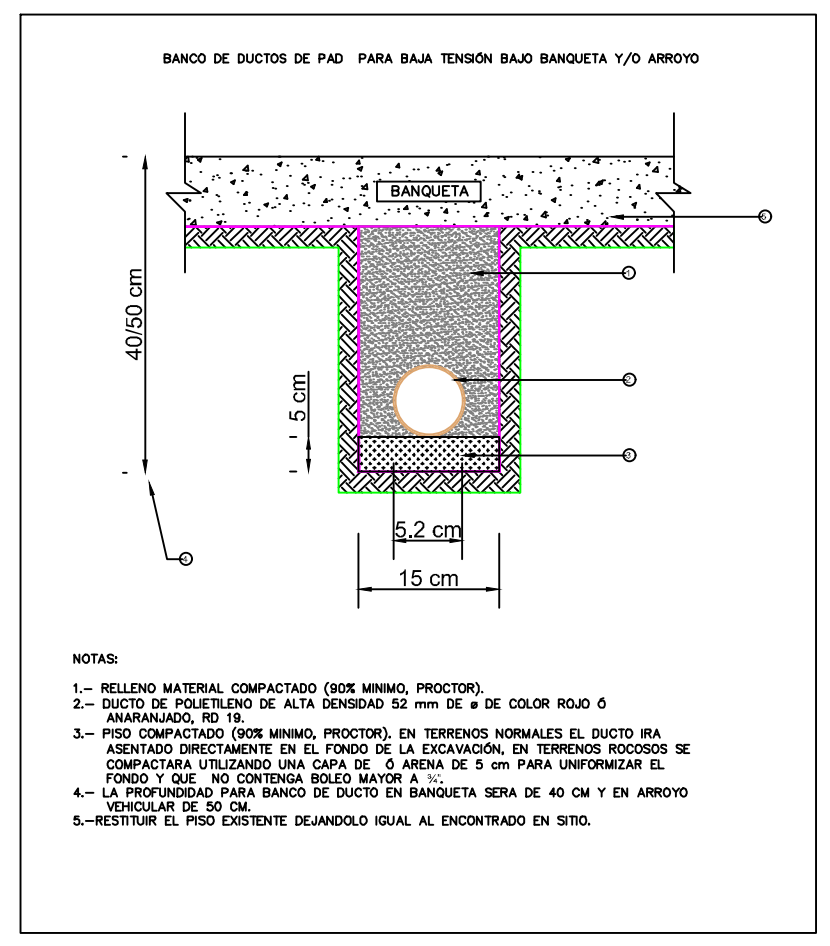 BANCO DE DUCTOS DE PAD PARA BAJA TENSIÓN BAJO BANQUETA Y/O ARROYO
BANQUETA
5
1
40/50 cm
2
5 cm
3
5.2 cm
4
15 cm
NOTAS:
1.- RELLENO MATERIAL COMPACTADO (90% MINIMO, PROCTOR).
2.- DUCTO DE POLIETILENO DE ALTA DENSIDAD 52 mm DE ø DE COLOR ROJO Ó
ANARANJADO, RD 19.
3.- PISO COMPACTADO (90% MINIMO, PROCTOR). EN TERRENOS NORMALES EL DUCTO IRA
ASENTADO DIRECTAMENTE EN EL FONDO DE LA EXCAVACIÓN, EN TERRENOS ROCOSOS SE
COMPACTARA UTILIZANDO UNA CAPA DE Ó ARENA DE 5 cm PARA UNIFORMIZAR EL
FONDO Y QUE NO CONTENGA BOLEO MAYOR A ¾".
4.- LA PROFUNDIDAD PARA BANCO DE DUCTO EN BANQUETA SERA DE 40 CM Y EN ARROYO
VEHICULAR DE 50 CM.
5.-RESTITUIR EL PISO EXISTENTE DEJANDOLO IGUAL AL ENCONTRADO EN SITIO.